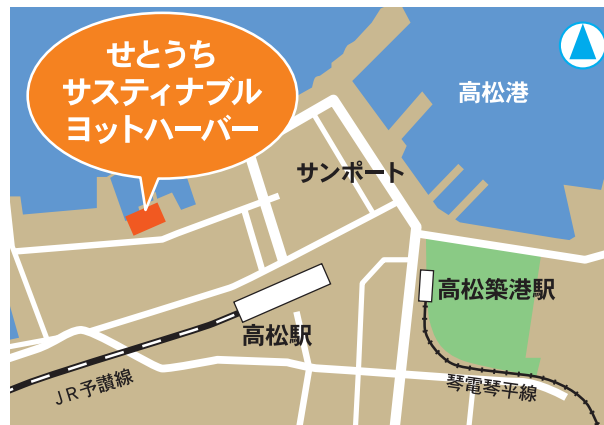 せとうち
サスティナブル
ヨットハーバー
高松港
サンポート
高松築港駅
高松駅
JR予讃線
琴電琴平線